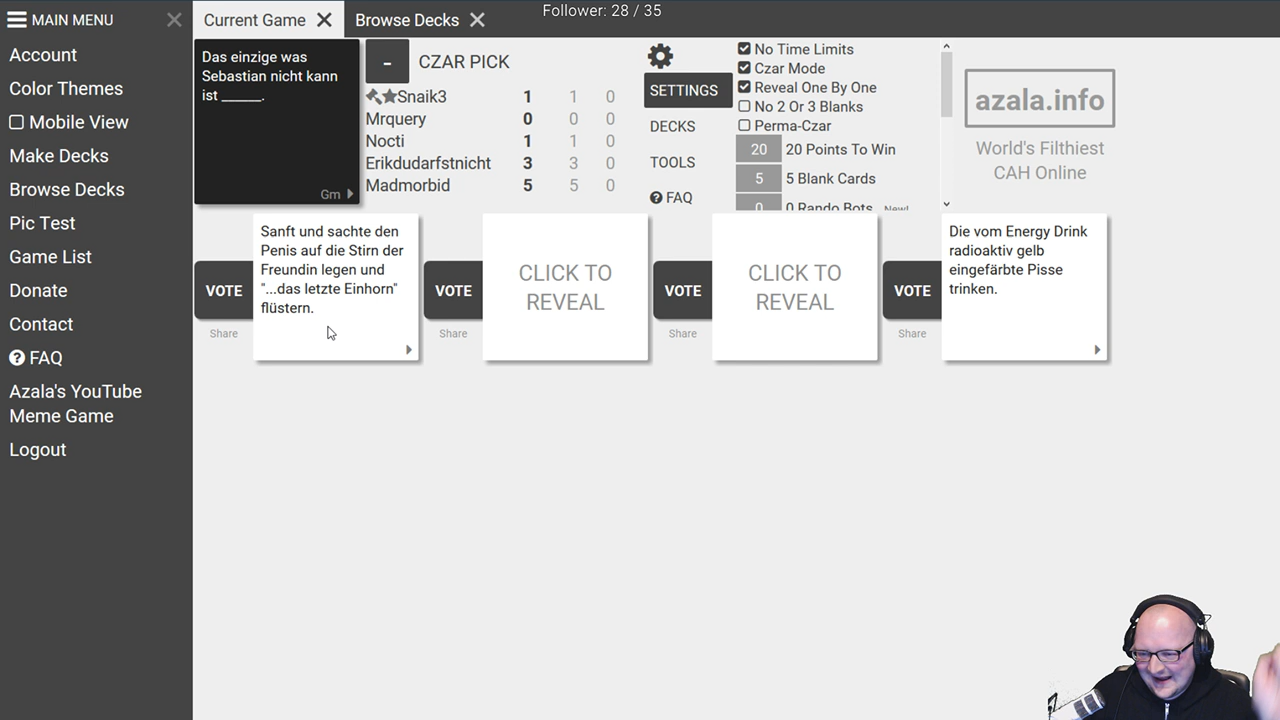 MAIN MENU
Account
Color Themes
Mobile View
Make Decks
Browse Decks
Pic Test
Game List
Donate
Contact
FAQ
Azala's YouTube
Meme Game
Logout
Current Game
Browse Decks
Follower: 28 / 35
Das einzige was
Sebastian nicht kann
ist ______.
Gm
-
CZAR PICK
Snaik3 1 1 0
Mrquery 0 0 0
Nocti 1 1 0
Erikdudarfstnicht 3 3 0
Madmorbid 5 5 0
SETTINGS
DECKS
TOOLS
FAQ
No Time Limits
Czar Mode
Reveal One By One
No 2 Or 3 Blanks
Perma-Czar
20 20 Points To Win
5 5 Blank Cards
0 0 Rando Bots New!
azala.info
World's Filthiest
CAH Online
VOTE
Share
Sanft und sachte den
Penis auf die Stirn der
Freundin legen und
"...das letzte Einhorn"
flüstern.
VOTE
Share
CLICK TO
REVEAL
VOTE
Share
CLICK TO
REVEAL
VOTE
Share
Die vom Energy Drink
radioaktiv gelb
eingefärbte Pisse
trinken.